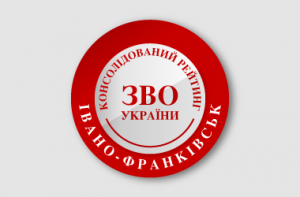 КОНСОЛІДОВАНИЙ РЕЙТИНГ
ЗВО
УКРАЇНИ
ІВАНО-ФРАНКІВСЬК